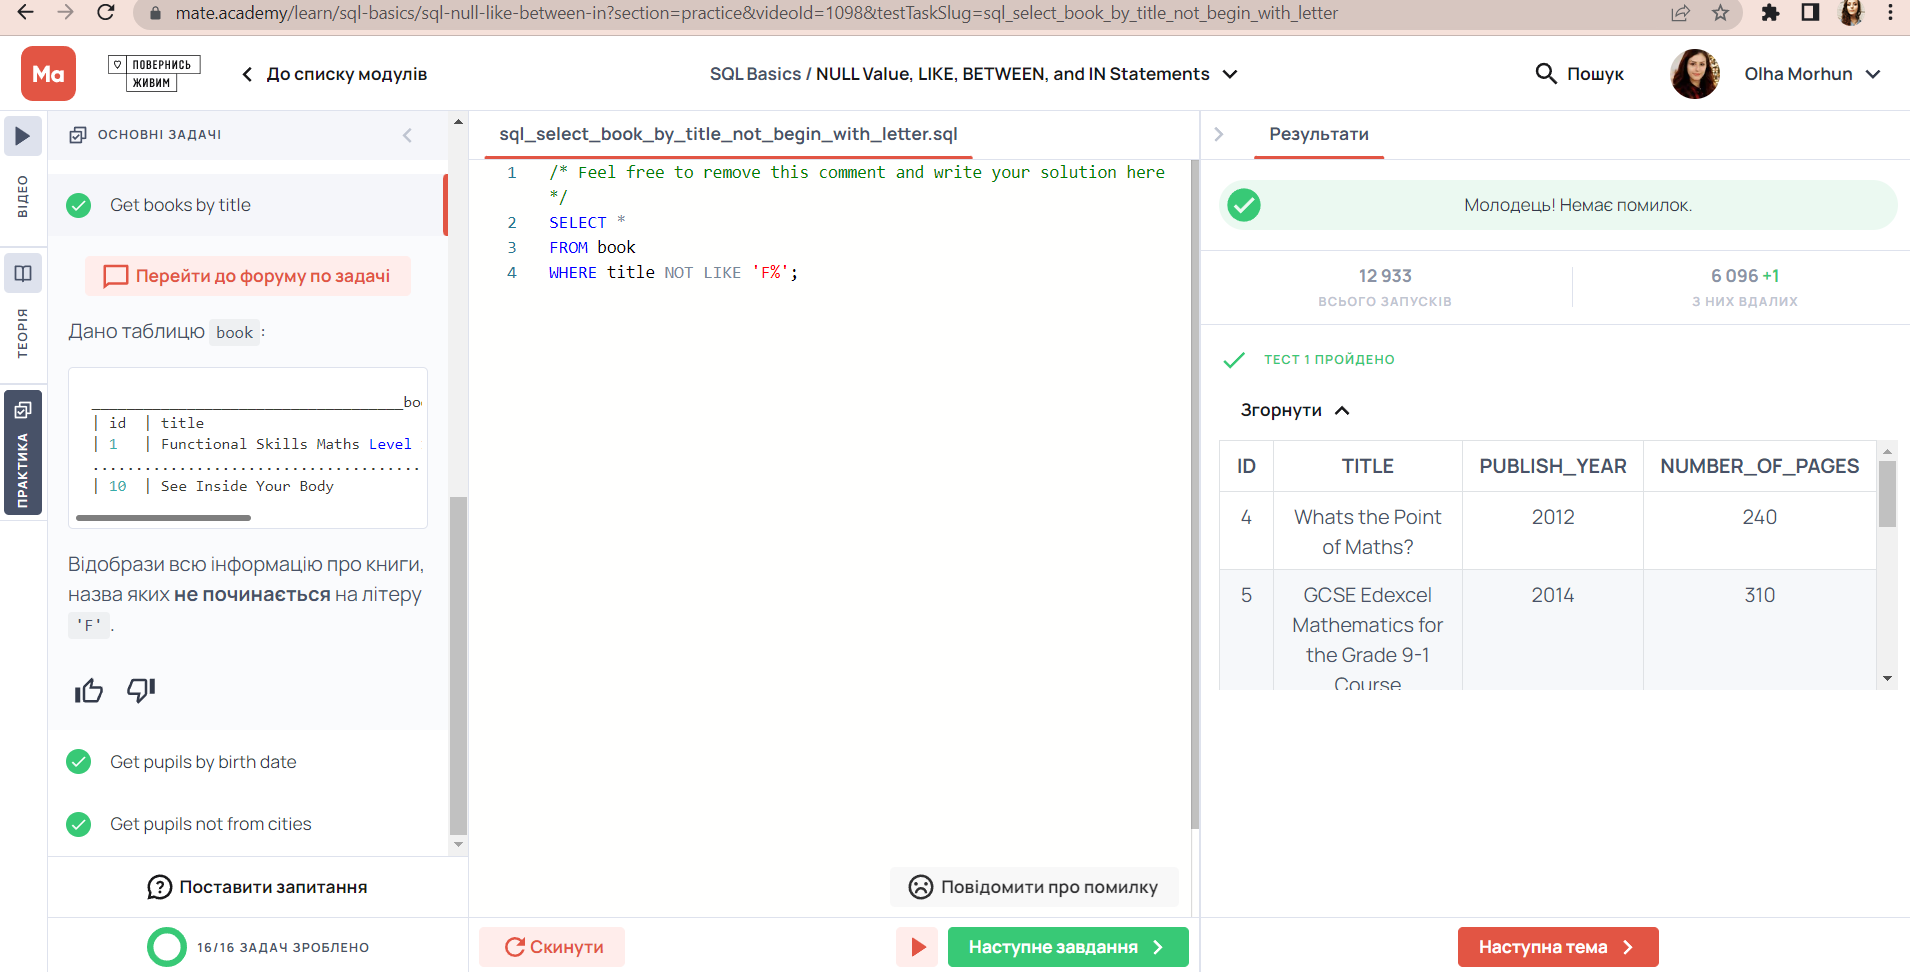 mate.academy/learn/sql-basics/sql-null-like-between-in?section=practice&videoId=1098&testTaskSlug=sql_select_book_by_title_not_begin_with_letter
Ma
ПОВЕРНИСЬ
ЖИВИМ
До списку модулів
SQL Basics / NULL Value, LIKE, BETWEEN, and IN Statements
Пошук
Olha Morhun
ВІДЕО
ТЕОРІЯ
ПРАКТИКА
ОСНОВНІ ЗАДАЧІ
Get books by title
Перейти до форуму по задачі
Дано таблицю book :
____________________________________boo
| id | title
| 1 | Functional Skills Maths Level
......................................
| 10 | See Inside Your Body
Відобрази всю інформацію про книги,
назва яких не починається на літеру
'F' .
Get pupils by birth date
Get pupils not from cities
Поставити запитання
16/16 ЗАДАЧ ЗРОБЛЕНО
sql_select_book_by_title_not_begin_with_letter.sql
1 /* Feel free to remove this comment and write your solution here
*/
2 SELECT *
3 FROM book
4 WHERE title NOT LIKE 'F%';
Повідомити про помилку
Скинути
Наступне завдання
Результати
Молодець! Немає помилок.
12 933
ВСЬОГО ЗАПУСКІВ
6 096 +1
З НИХ ВДАЛИХ
ТЕСТ 1 ПРОЙДЕНО
Згорнути
ID TITLE PUBLISH_YEAR NUMBER_OF_PAGES
4 Whats the Point 2012 240
of Maths?
5 GCSE Edexcel 2014 310
Mathematics for
the Grade 9-1
Course
Наступна тема